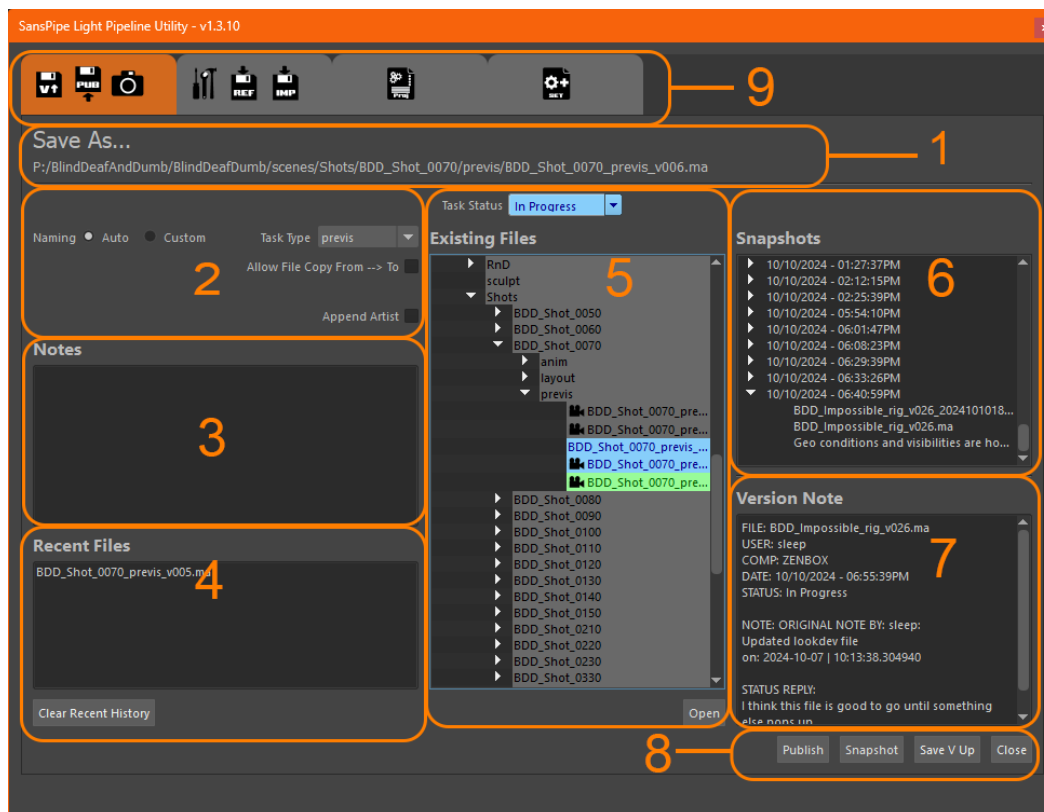 SansPipe Light Pipeline Utility - v1.3.10
V↑
PUB
REF
IMP
Proj
SET
9
Save As...
P:/BlindDeafAndDumb/BlindDeafDumb/scenes/Shots/BDD_Shot_0070/previs/BDD_Shot_0070_previs_v006.ma
1
Naming Auto Custom Task Type previs
Allow File Copy From --> To
Append Artist
2
Notes
3
Recent Files
BDD_Shot_0070_previs_v005.ma
4
Clear Recent History
Task Status In Progress
Existing Files
5
RnD
sculpt
Shots
BDD_Shot_0050
BDD_Shot_0060
BDD_Shot_0070
anim
layout
previs
BDD_Shot_0070_pre...
BDD_Shot_0070_pre...
BDD_Shot_0070_previs_...
BDD_Shot_0070_pre...
BDD_Shot_0070_pre...
BDD_Shot_0080
BDD_Shot_0090
BDD_Shot_0100
BDD_Shot_0110
BDD_Shot_0120
BDD_Shot_0130
BDD_Shot_0140
BDD_Shot_0150
BDD_Shot_0210
BDD_Shot_0220
BDD_Shot_0230
BDD_Shot_0330
Open
Snapshots
6
10/10/2024 - 01:27:37PM
10/10/2024 - 02:12:15PM
10/10/2024 - 02:25:39PM
10/10/2024 - 05:54:10PM
10/10/2024 - 06:01:47PM
10/10/2024 - 06:08:23PM
10/10/2024 - 06:29:39PM
10/10/2024 - 06:33:26PM
10/10/2024 - 06:40:59PM
BDD_Impossible_rig_v026_2024101018...
BDD_Impossible_rig_v026.ma
Geo conditions and visibilities are ho...
Version Note
7
FILE: BDD_Impossible_rig_v026.ma
USER: sleep
COMP: ZENBOX
DATE: 10/10/2024 - 06:55:39PM
STATUS: In Progress
NOTE: ORIGINAL NOTE BY: sleep:
Updated lookdev file
on: 2024-10-07 | 10:13:38.304940
STATUS REPLY:
I think this file is good to go until something
else pops up
8
Publish Snapshot Save V Up Close